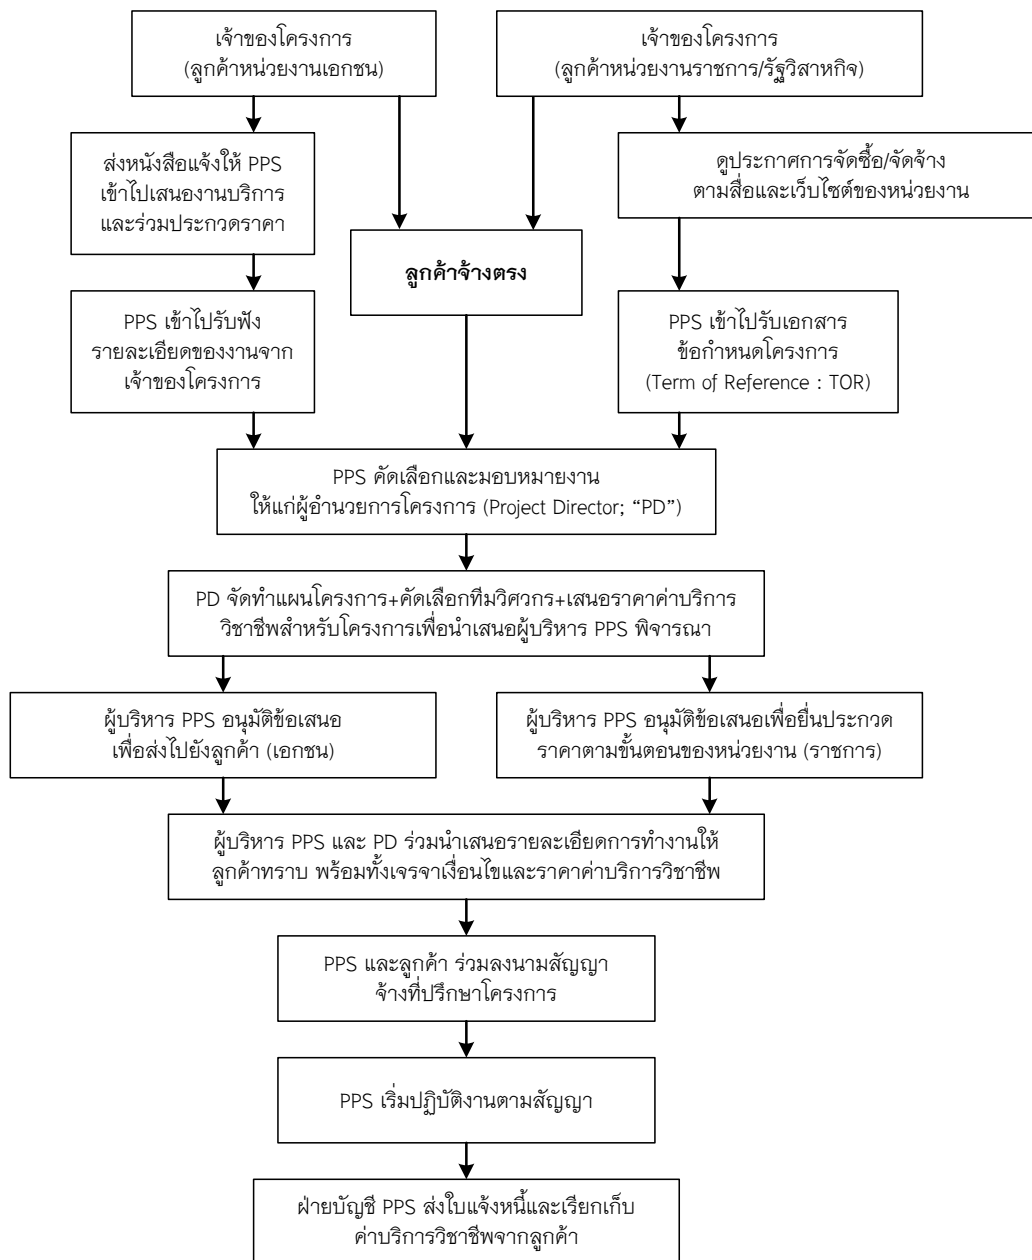 เจ้าของโครงการ
(ลูกค้าหน่วยงานเอกชน)
เจ้าของโครงการ
(ลูกค้าหน่วยงานราชการ/รัฐวิสาหกิจ)
ส่งหนังสือแจ้งให้ PPS
เข้าไปเสนองานบริการ
และร่วมประกวดราคา
ดูประกาศการจัดซื้อ/จัดจ้าง
ตามสื่อและเว็บไซต์ของหน่วยงาน
ลูกค้าจ้างตรง
PPS เข้าไปรับฟัง
รายละเอียดของงานจาก
เจ้าของโครงการ
PPS เข้าไปรับเอกสาร
ข้อกำหนดโครงการ
(Term of Reference : TOR)
PPS คัดเลือกและมอบหมายงาน
ให้แก่ผู้อำนวยการโครงการ (Project Director; “PD”)
PD จัดทำแผนโครงการ+คัดเลือกทีมวิศวกร+เสนอราคาค่าบริการ
วิชาชีพสำหรับโครงการเพื่อนำเสนอผู้บริหาร PPS พิจารณา
ผู้บริหาร PPS อนุมัติข้อเสนอ
เพื่อส่งไปยังลูกค้า (เอกชน)
ผู้บริหาร PPS อนุมัติข้อเสนอเพื่อยื่นประกวด
ราคาตามขั้นตอนของหน่วยงาน (ราชการ)
ผู้บริหาร PPS และ PD ร่วมนำเสนอรายละเอียดการทำงานให้
ลูกค้าทราบ พร้อมทั้งเจรจาเงื่อนไขและราคาค่าบริการวิชาชีพ
PPS และลูกค้า ร่วมลงนามสัญญา
จ้างที่ปรึกษาโครงการ
PPS เริ่มปฏิบัติงานตามสัญญา
ฝ่ายบัญชี PPS ส่งใบแจ้งหนี้และเรียกเก็บ
ค่าบริการวิชาชีพจากลูกค้า